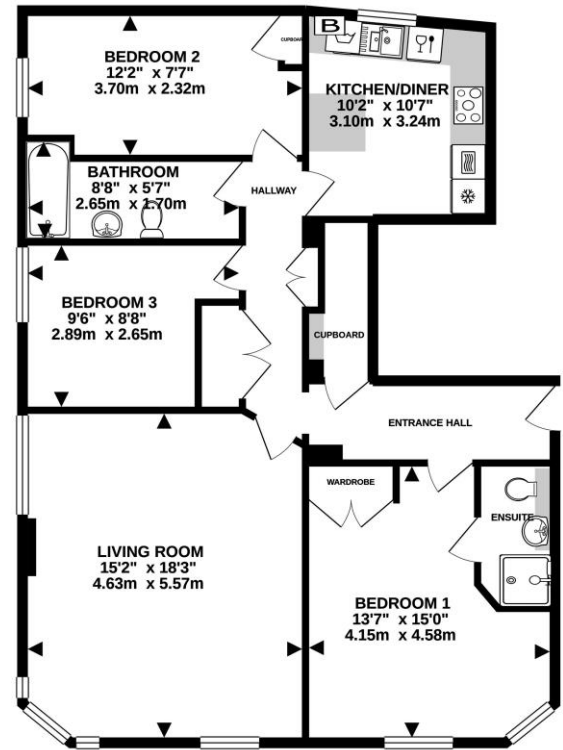 BEDROOM 2
12'2" x 7'7"
3.70m x 2.32m
CUPBOARD
B
KITCHEN/DINER
10'2" x 10'7"
3.10m x 3.24m
BATHROOM
8'8" x 5'7"
2.65m x 1.70m
HALLWAY
BEDROOM 3
9'6" x 8'8"
2.89m x 2.65m
CUPBOARD
ENTRANCE HALL
WARDROBE
ENSUITE
LIVING ROOM
15'2" x 18'3"
4.63m x 5.57m
BEDROOM 1
13'7" x 15'0"
4.15m x 4.58m